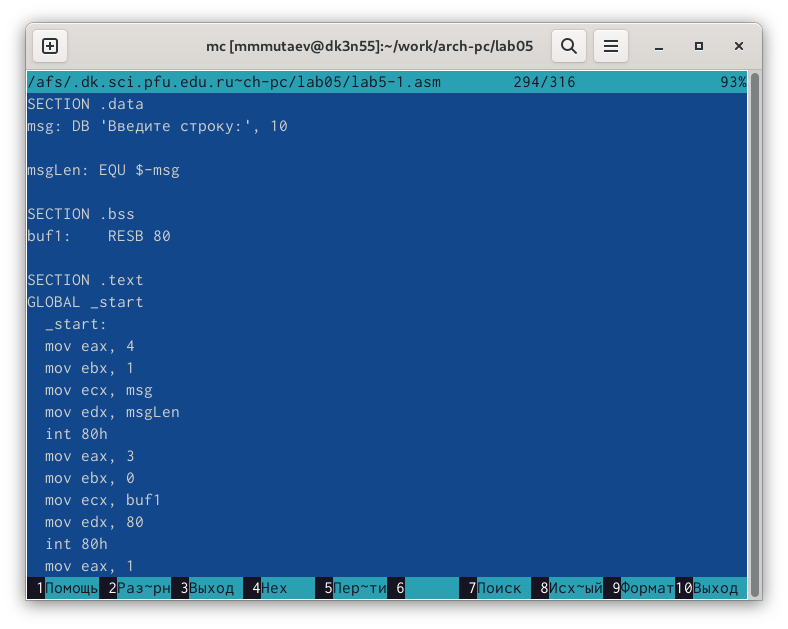 mc [mmmutaev@dk3n55]:~/work/arch-pc/lab05
/afs/.dk.sci.pfu.edu.ru~ch-pc/lab05/lab5-1.asm 294/316 93%
SECTION .data
msg: DB 'Введите строку:', 10
msgLen: EQU $-msg
SECTION .bss
buf1: RESB 80
SECTION .text
GLOBAL _start
_start:
mov eax, 4
mov ebx, 1
mov ecx, msg
mov edx, msgLen
int 80h
mov eax, 3
mov ebx, 0
mov ecx, buf1
mov edx, 80
int 80h
mov eax, 1
1Помощь 2Раз~рн 3Выход 4Hex 5Пер~ти 6 7Поиск 8Исх~ый 9Формат 10Выход